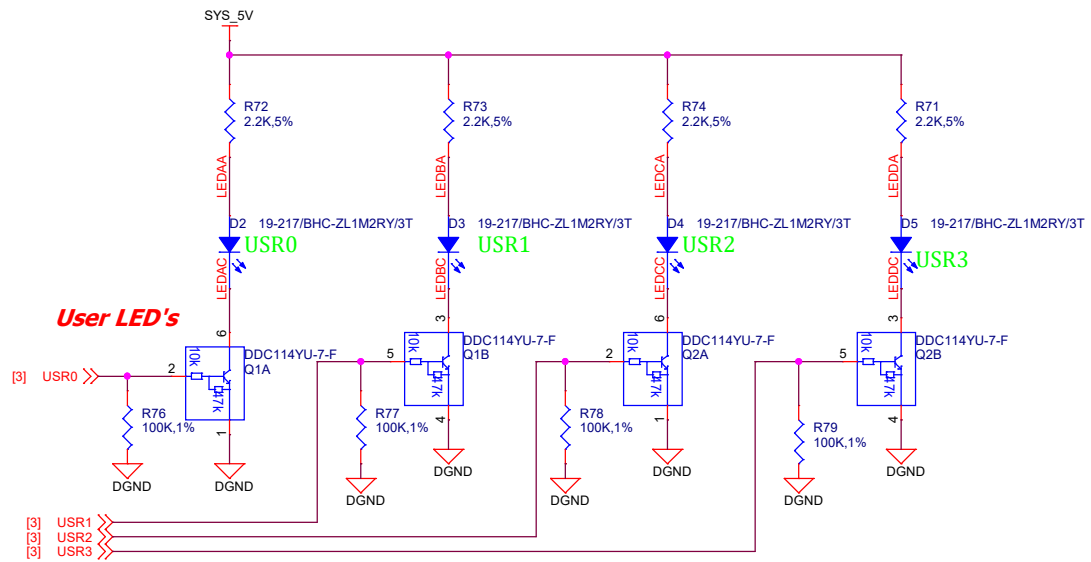 SYS_5V
R72
2.2K,5%
R73
2.2K,5%
R74
2.2K,5%
R71
2.2K,5%
LEDAA
LEDBA
LEDCA
LEDDA
D2 19-217/BHC-ZL1M2RY/3T
D3 19-217/BHC-ZL1M2RY/3T
D4 19-217/BHC-ZL1M2RY/3T
D5 19-217/BHC-ZL1M2RY/3T
USR0
USR1
USR2
USR3
LEDAC
LEDBC
LEDCC
LEDDC
User LED's
6
3
6
3
DDC114YU-7-F
Q1A
DDC114YU-7-F
Q1B
DDC114YU-7-F
Q2A
DDC114YU-7-F
Q2B
10k
10k
10k
10k
47k
47k
47k
47k
2
5
2
5
[3] USR0
R76
100K,1%
R77
100K,1%
R78
100K,1%
R79
100K,1%
1
4
1
4
DGND
DGND
DGND
DGND
DGND
DGND
DGND
DGND
[3] USR1
[3] USR2
[3] USR3